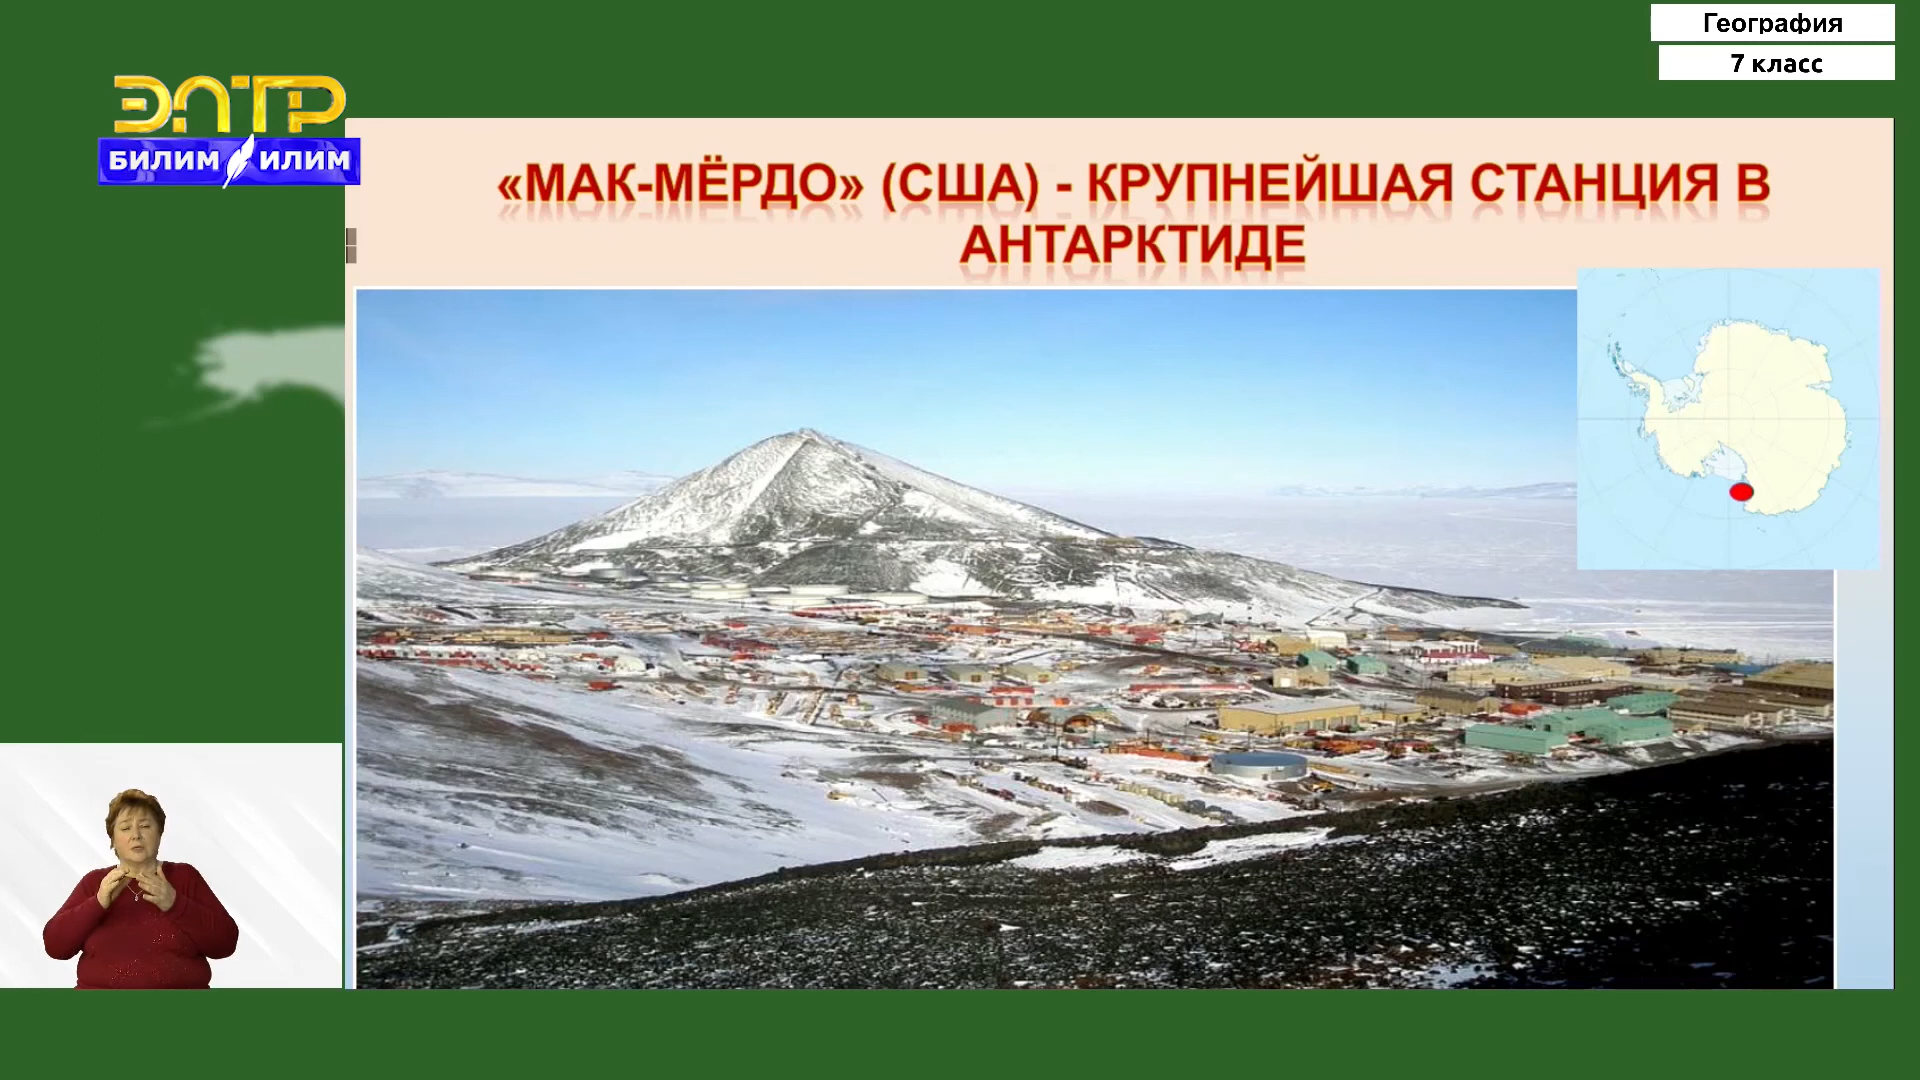 География
7 класс
ЭЛТР
БИЛИМ ИЛИМ
«МАК-МЁРДО» (США) - КРУПНЕЙШАЯ СТАНЦИЯ В
АНТАРКТИДЕ